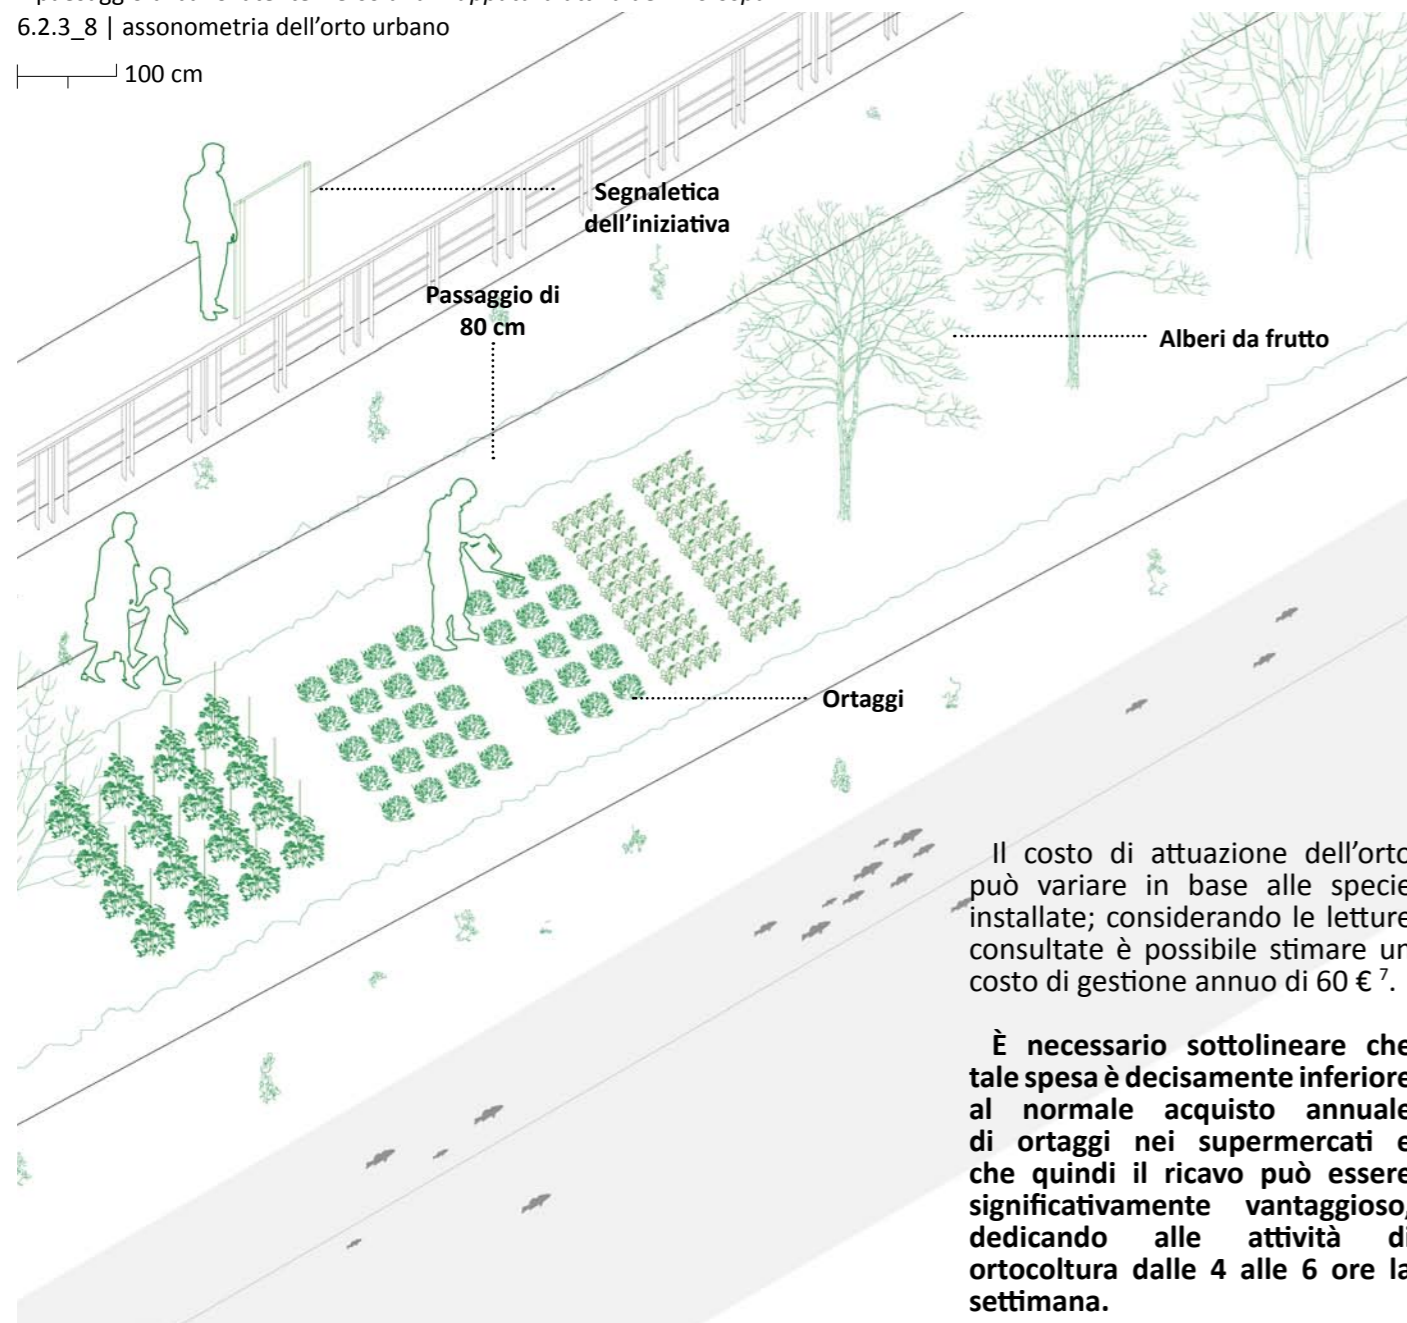 6.2.3_8 | assonometria dell’orto urbano
100 cm
Segnaletica
dell’iniziativa
Passaggio di
80 cm
Alberi da frutto
Ortaggi
Il costo di attuazione dell’orto
può variare in base alle specie
installate; considerando le letture
consultate è possibile stimare un
costo di gestione annuo di 60 € 7.
È necessario sottolineare che
tale spesa è decisamente inferiore
al normale acquisto annuale
di ortaggi nei supermercati e
che quindi il ricavo può essere
significativamente vantaggioso,
dedicando alle attività di
ortocoltura dalle 4 alle 6 ore la
settimana.